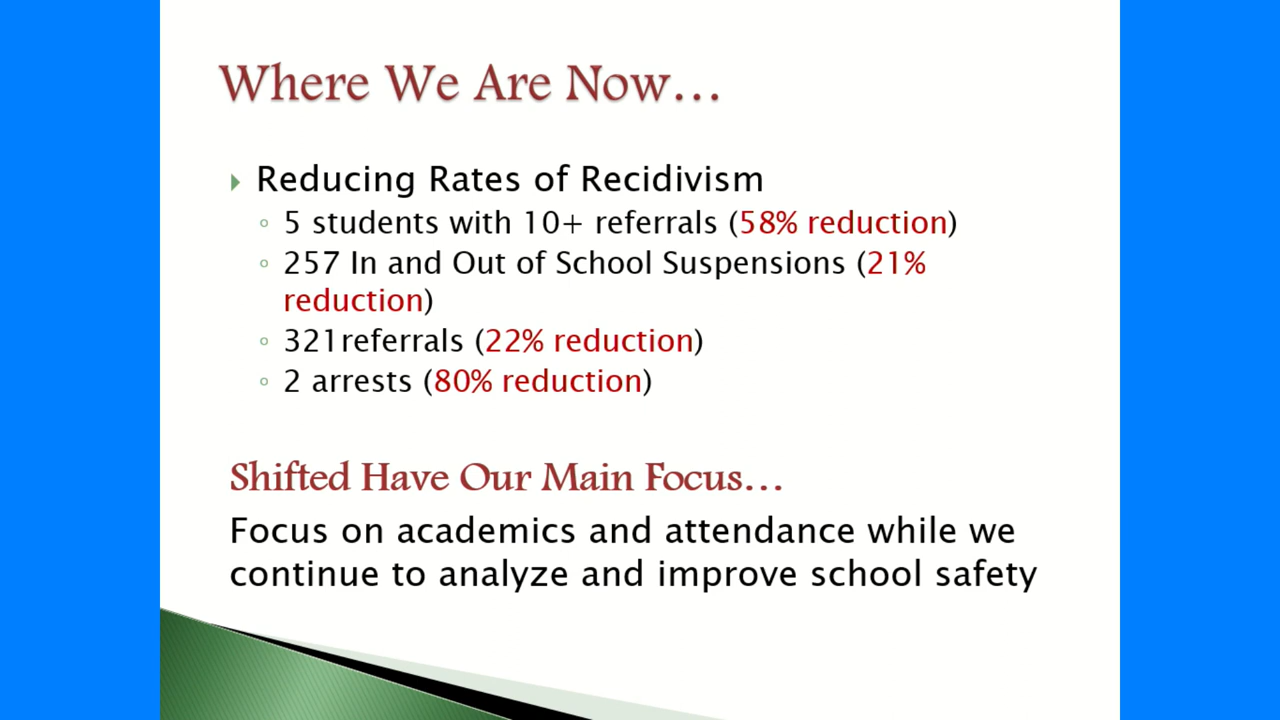 Where We Are Now...
Reducing Rates of Recidivism
5 students with 10+ referrals (58% reduction)
257 In and Out of School Suspensions (21%
reduction)
321referrals (22% reduction)
2 arrests (80% reduction)
Shifted Have Our Main Focus...
Focus on academics and attendance while we
continue to analyze and improve school safety